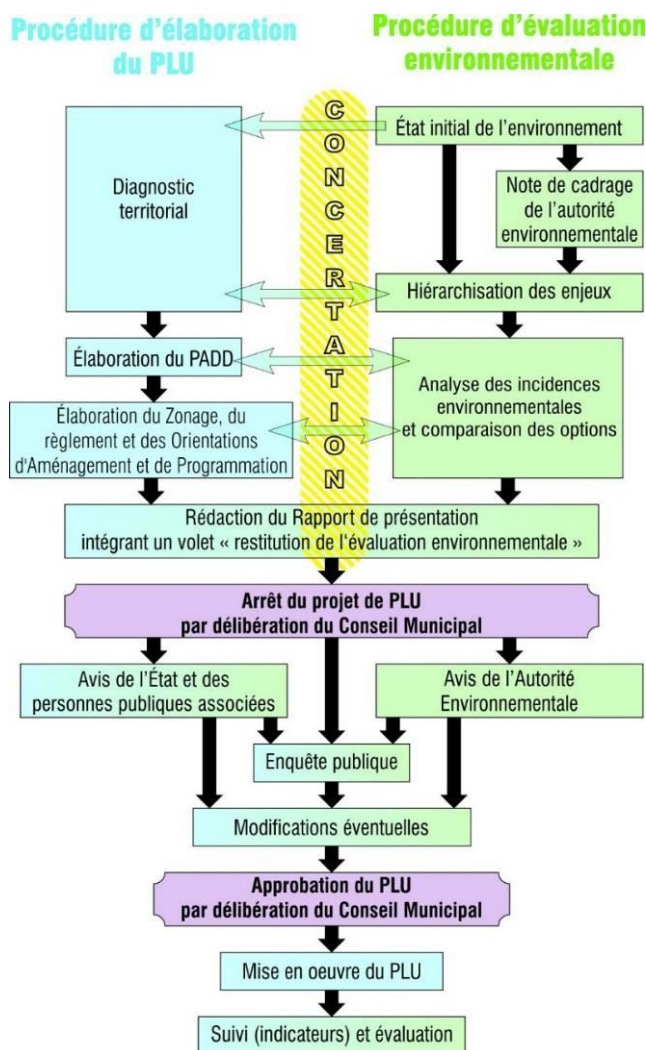 Procédure d'élaboration
du PLU
Procédure d'évaluation
environnementale
CONCERTATION
Diagnostic
territorial
État initial de l'environnement
Note de cadrage
de l'autorité
environnementale
Hiérarchisation des enjeux
Élaboration du PADD
Analyse des incidences
environnementales
et comparaison des options
Élaboration du Zonage, du
règlement et des Orientations
d'Aménagement et de Programmation
Rédaction du Rapport de présentation
intégrant un volet « restitution de l'évaluation environnementale »
Arrêt du projet de PLU
par délibération du Conseil Municipal
Avis de l'État et des
personnes publiques associées
Avis de l'Autorité
Environnementale
Enquête publique
Modifications éventuelles
Approbation du PLU
par délibération du Conseil Municipal
Mise en oeuvre du PLU
Suivi (indicateurs) et évaluation